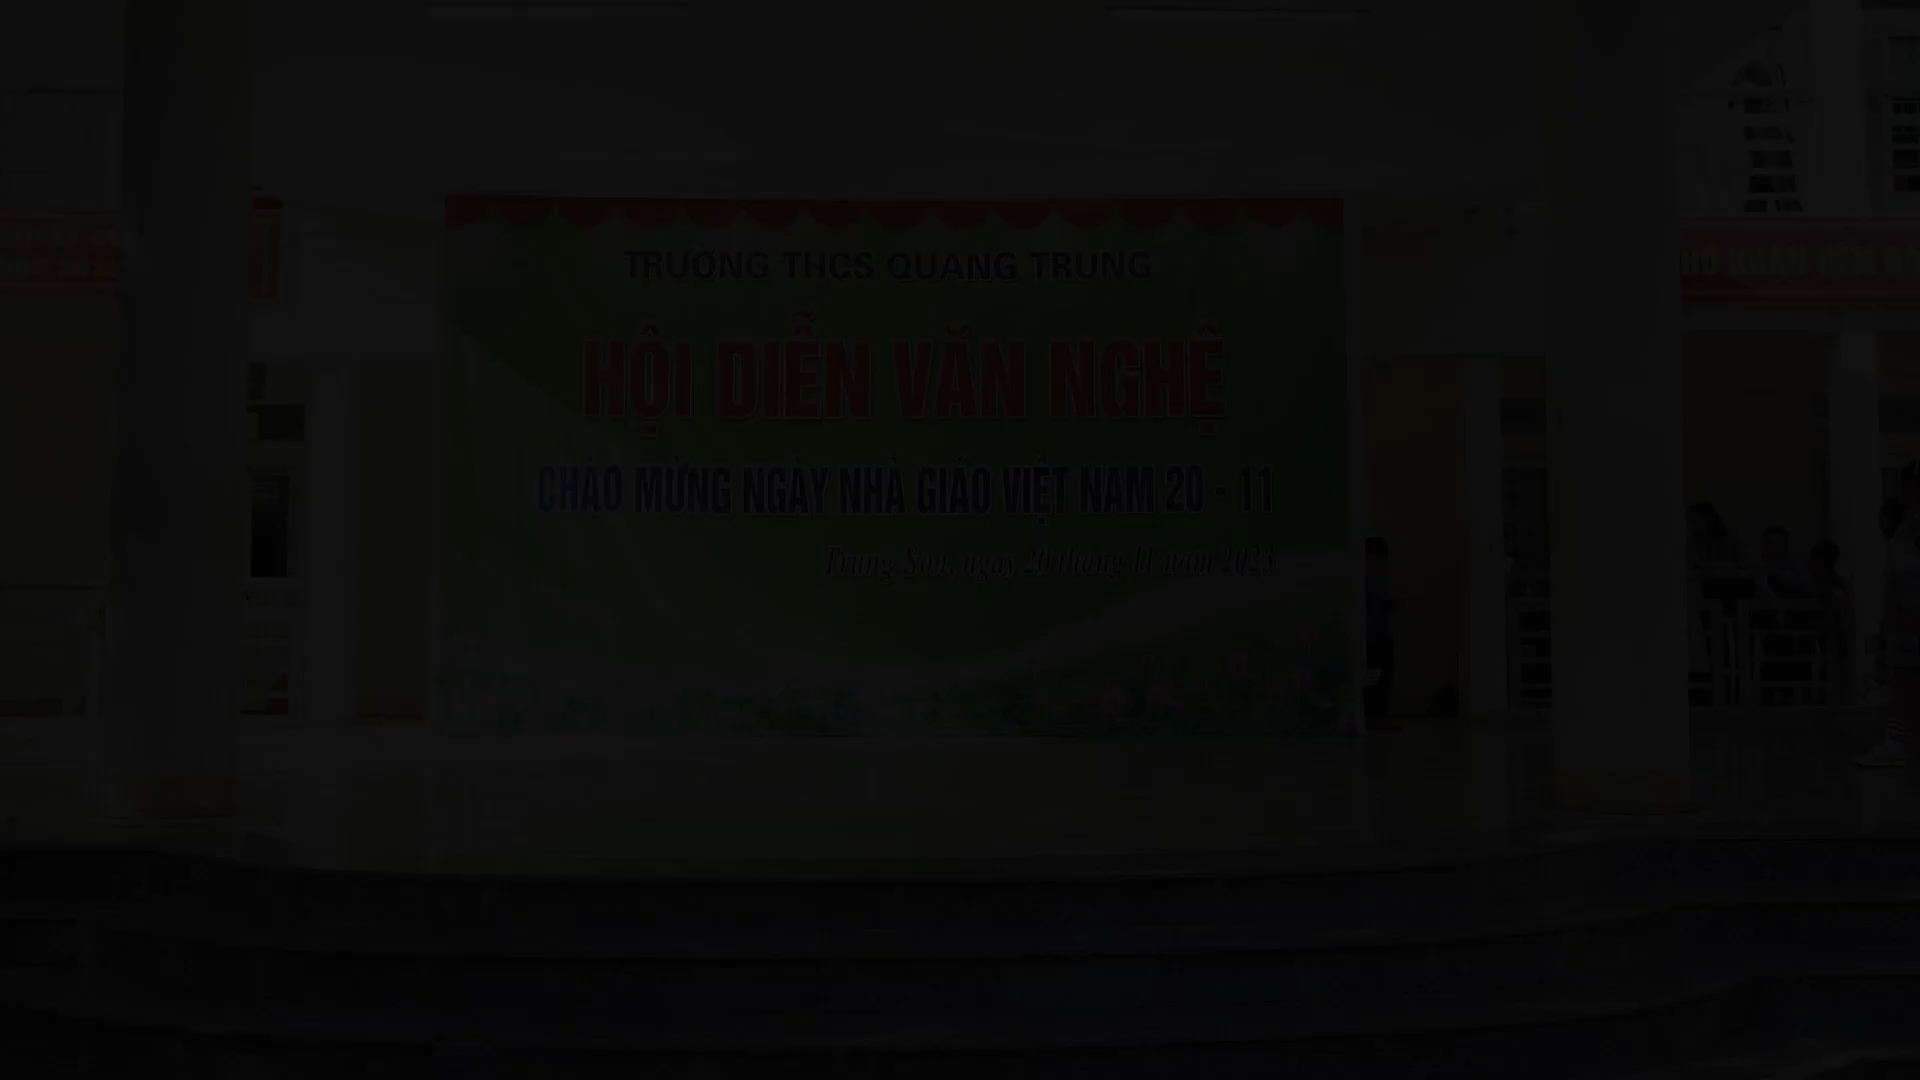 TRƯỜNG THCS QUANG TRUNG
HỘI DIỄN VĂN NGHỆ
CHÀO MỪNG NGÀY NHÀ GIÁO VIỆT NAM 20 - 11
Trung Sơn, ngày 20 tháng 11 năm 2023